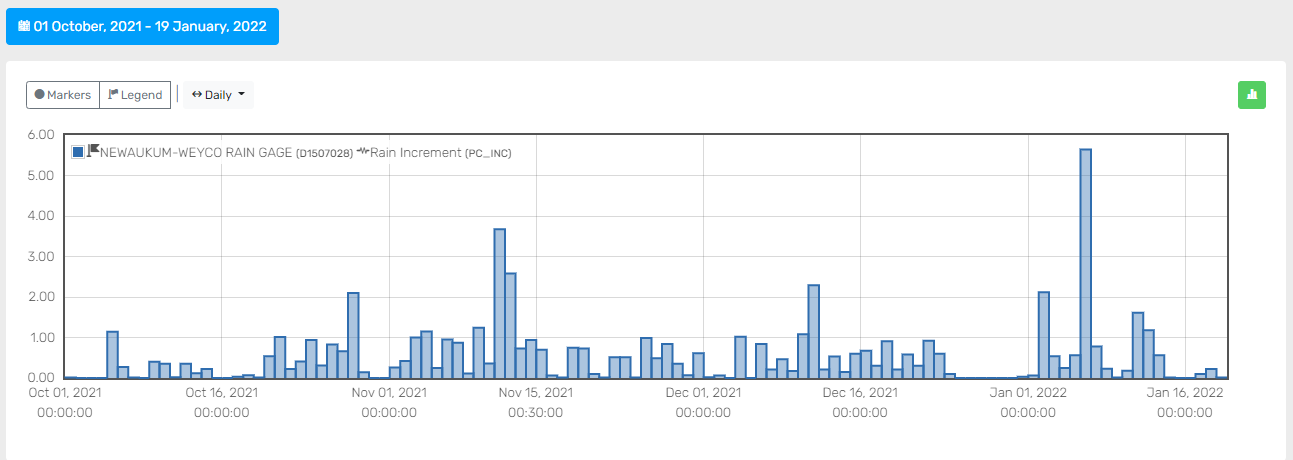 01 October, 2021 - 19 January, 2022
Markers Legend Daily
6.00
NEWAUKUM-WEYCO RAIN GAGE (D1507028) Rain Increment (PC_INC)
5.00
4.00
3.00
2.00
1.00
0.00
Oct 01, 2021 Oct 16, 2021 Nov 01, 2021 Nov 15, 2021 Dec 01, 2021 Dec 16, 2021 Jan 01, 2022 Jan 16, 2022
00:00:00 00:00:00 00:00:00 00:30:00 00:00:00 00:00:00 00:00:00 00:00:00